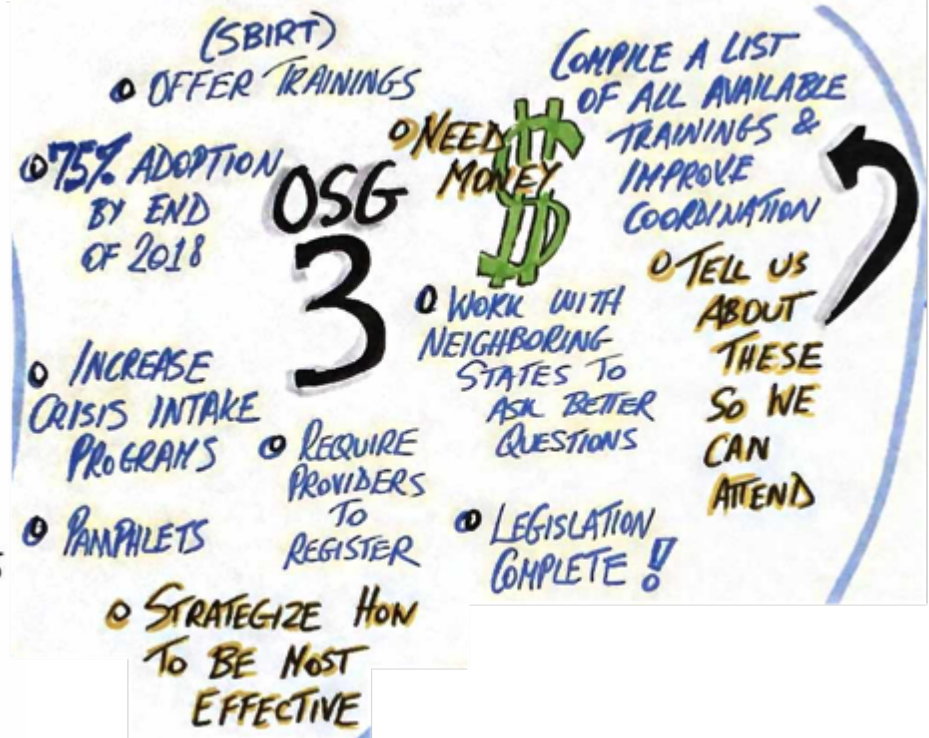 (SBIRT)
OFFER TRAININGS
75% ADOPTION
BY END
OF 2018
OSG
3
NEED
MONEY
$
COMPILE A LIST
OF ALL AVAILABLE
TRAININGS &
IMPROVE
COORDINATION
TELL US
ABOUT
THESE
SO WE
CAN
ATTEND
WORK WITH
NEIGHBORING
STATES TO
ASK BETTER
QUESTIONS
INCREASE
CRISIS INTAKE
PROGRAMS
REQUIRE
PROVIDERS
TO
REGISTER
PAMPHLETS
LEGISLATION
COMPLETE!
STRATEGIZE HOW
TO BE MOST
EFFECTIVE